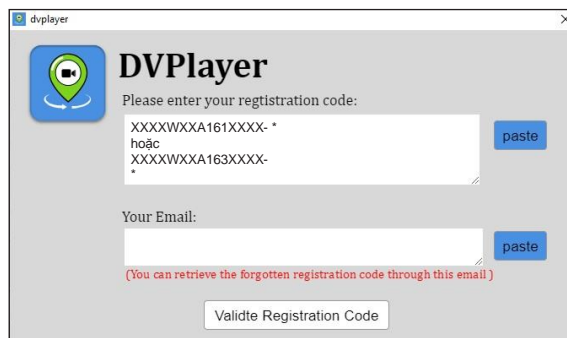 dvplayer
DVPlayer
Please enter your regtistration code:
XXXXWXXA161XXXX- *
hoặc
XXXXWXXA163XXXX-
*
paste
Your Email:
paste
(You can retrieve the forgotten registration code through this email )
Validte Registration Code